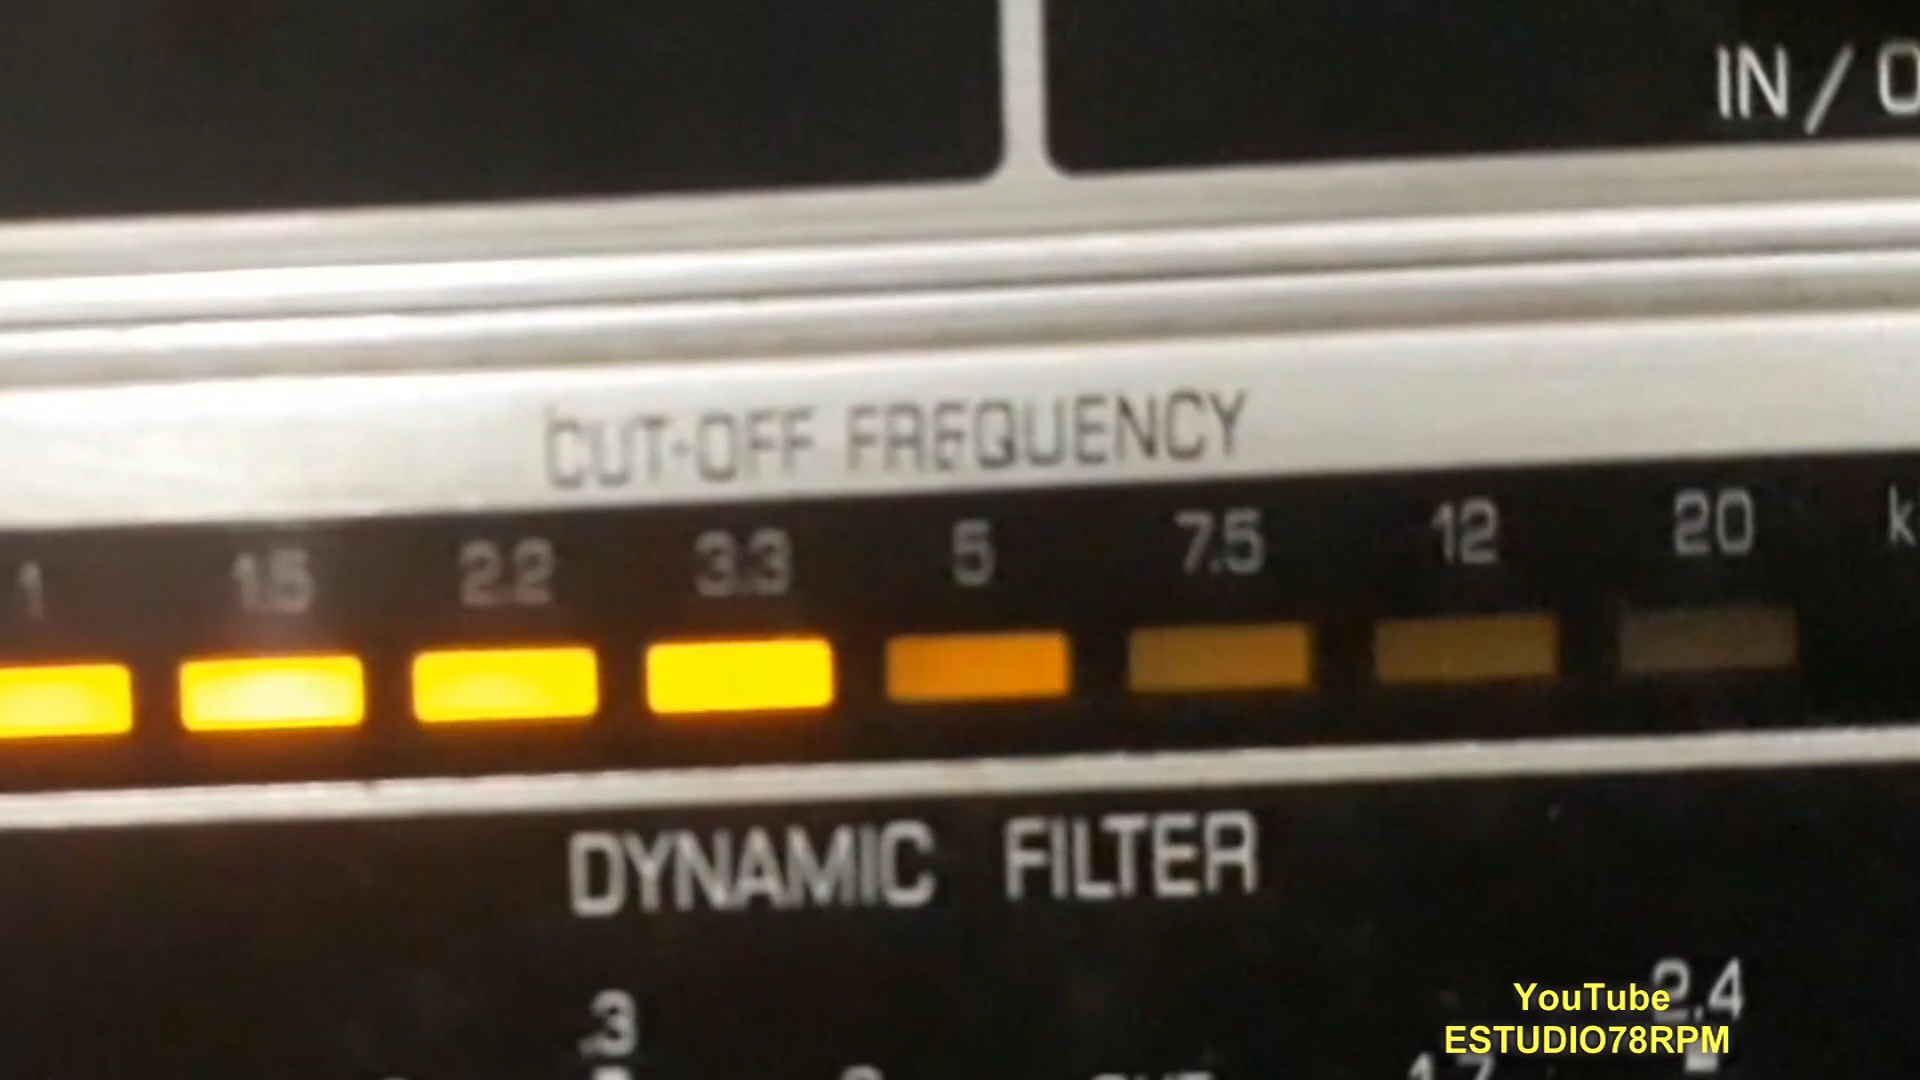 IN / O
CUT-OFF FREQUENCY
1 1.5 2.2 3.3 5 7.5 12 20 k
DYNAMIC FILTER
.3
2.4
YouTube
ESTUDIO78RPM